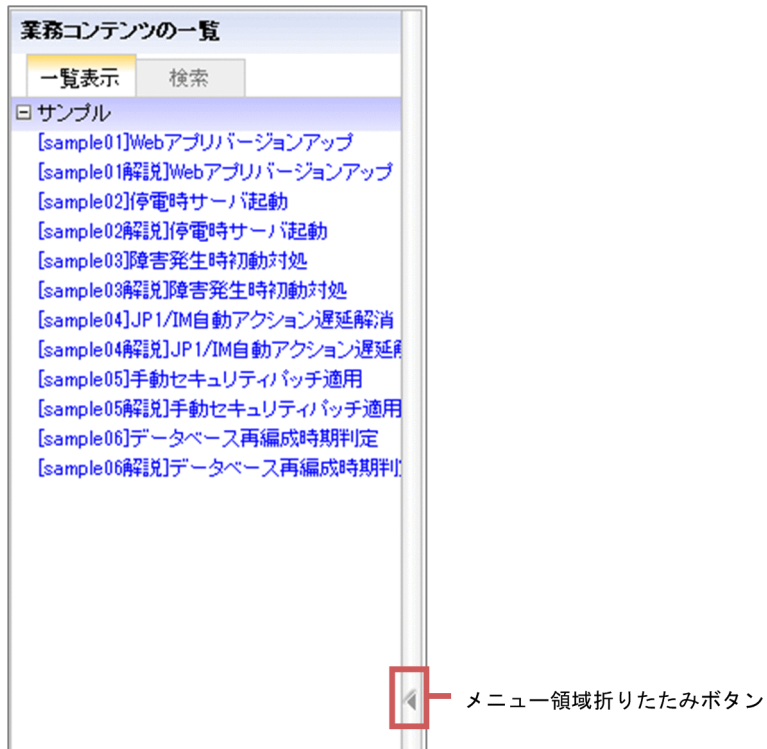 業務コンテンツの一覧
一覧表示 検索
サンプル
[sample01]Webアプリバージョンアップ
[sample01解説]Webアプリバージョンアップ
[sample02]停電時サーバ起動
[sample02解説]停電時サーバ起動
[sample03]障害発生時初動対処
[sample03解説]障害発生時初動対処
[sample04]JP1/IM自動アクション遅延解消
[sample04解説]JP1/IM自動アクション遅延
[sample05]手動セキュリティパッチ適用
[sample05解説]手動セキュリティパッチ適用
[sample06]データベース再編成時期判定
[sample06解説]データベース再編成時期判
メニュー領域折りたたみボタン